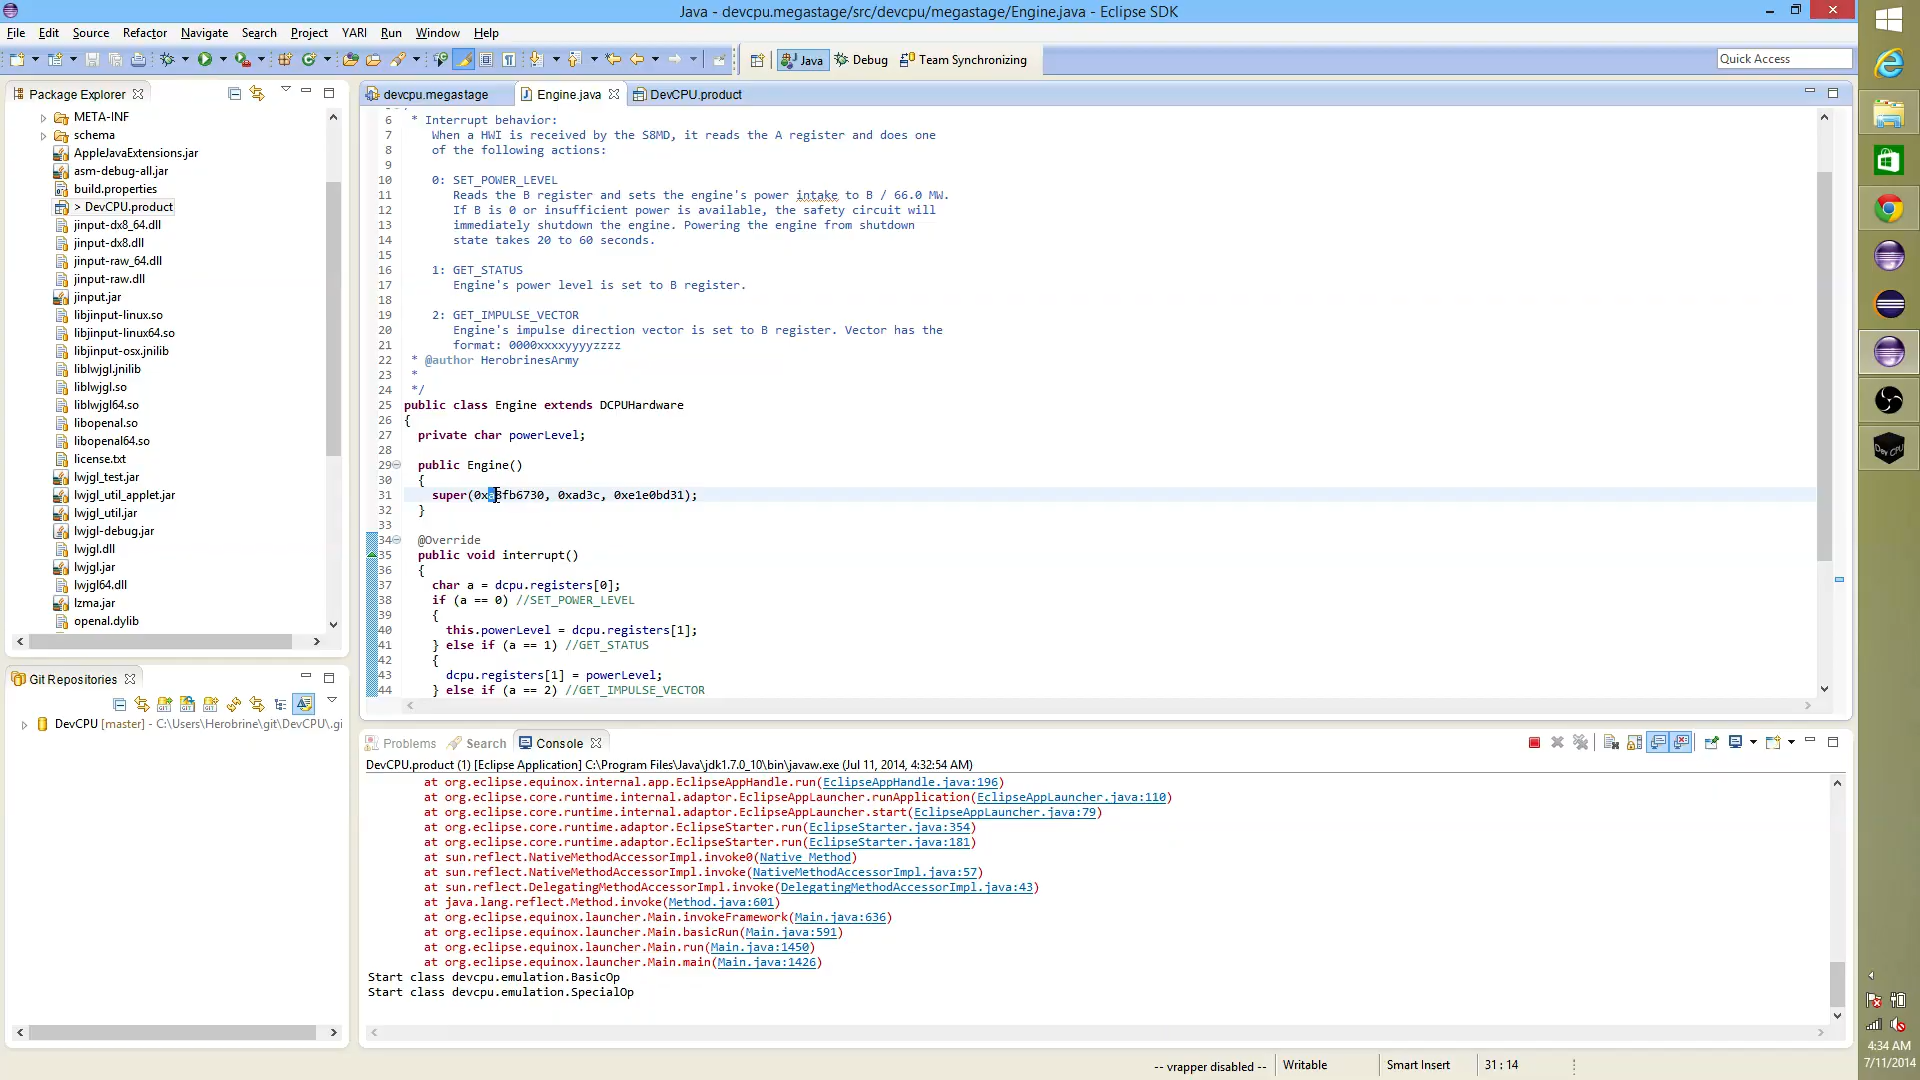 Java - devcpu.megastage/src/devcpu/megastage/Engine.java - Eclipse SDK
File Edit Source Refactor Navigate Search Project YARI Run Window Help
Java Debug Team Synchronizing Quick Access
Package Explorer
META-INF
schema
AppleJavaExtensions.jar
asm-debug-all.jar
build.properties
> DevCPU.product
jinput-dx8_64.dll
jinput-dx8.dll
jinput-raw_64.dll
jinput-raw.dll
jinput.jar
libjinput-linux.so
libjinput-linux64.so
libjinput-osx.jnilib
liblwjgl.jnilib
liblwjgl.so
liblwjgl64.so
libopenal.so
libopenal64.so
license.txt
lwjgl_test.jar
lwjgl_util_applet.jar
lwjgl_util.jar
lwjgl-debug.jar
lwjgl.dll
lwjgl.jar
lwjgl64.dll
lzma.jar
openal.dylib
Git Repositories
DevCPU [master] - C:\Users\Herobrine\git\DevCPU\.gi
devcpu.megastage Engine.java DevCPU.product
6 * Interrupt behavior:
7 When a HWI is received by the S8MD, it reads the A register and does one
8 of the following actions:
9
10 0: SET_POWER_LEVEL
11 Reads the B register and sets the engine's power intake to B / 66.0 MW.
12 If B is 0 or insufficient power is available, the safety circuit will
13 immediately shutdown the engine. Powering the engine from shutdown
14 state takes 20 to 60 seconds.
15
16 1: GET_STATUS
17 Engine's power level is set to B register.
18
19 2: GET_IMPULSE_VECTOR
20 Engine's impulse direction vector is set to B register. Vector has the
21 format: 0000xxxxyyyyzzzz
22 * @author HerobrinesArmy
23 *
24 */
25 public class Engine extends DCPUHardware
26 {
27 private char powerLevel;
28
29 public Engine()
30 {
31 super(0xa8fb6730, 0xad3c, 0xe1e0bd31);
32 }
33
34 @Override
35 public void interrupt()
36 {
37 char a = dcpu.registers[0];
38 if (a == 0) //SET_POWER_LEVEL
39 {
40 this.powerLevel = dcpu.registers[1];
41 } else if (a == 1) //GET_STATUS
42 {
43 dcpu.registers[1] = powerLevel;
44 } else if (a == 2) //GET_IMPULSE_VECTOR
Problems Search Console
DevCPU.product (1) [Eclipse Application] C:\Program Files\Java\jdk1.7.0_10\bin\javaw.exe (Jul 11, 2014, 4:32:54 AM)
at org.eclipse.equinox.internal.app.EclipseAppHandle.run(EclipseAppHandle.java:196)
at org.eclipse.core.runtime.internal.adaptor.EclipseAppLauncher.runApplication(EclipseAppLauncher.java:110)
at org.eclipse.core.runtime.internal.adaptor.EclipseAppLauncher.start(EclipseAppLauncher.java:79)
at org.eclipse.core.runtime.adaptor.EclipseStarter.run(EclipseStarter.java:354)
at org.eclipse.core.runtime.adaptor.EclipseStarter.run(EclipseStarter.java:181)
at sun.reflect.NativeMethodAccessorImpl.invoke0(Native Method)
at sun.reflect.NativeMethodAccessorImpl.invoke(NativeMethodAccessorImpl.java:57)
at sun.reflect.DelegatingMethodAccessorImpl.invoke(DelegatingMethodAccessorImpl.java:43)
at java.lang.reflect.Method.invoke(Method.java:601)
at org.eclipse.equinox.launcher.Main.invokeFramework(Main.java:636)
at org.eclipse.equinox.launcher.Main.basicRun(Main.java:591)
at org.eclipse.equinox.launcher.Main.run(Main.java:1450)
at org.eclipse.equinox.launcher.Main.main(Main.java:1426)
Start class devcpu.emulation.BasicOp
Start class devcpu.emulation.SpecialOp
-- vrapper disabled -- Writable Smart Insert 31 : 14
Dev CPU
4:34 AM
7/11/2014